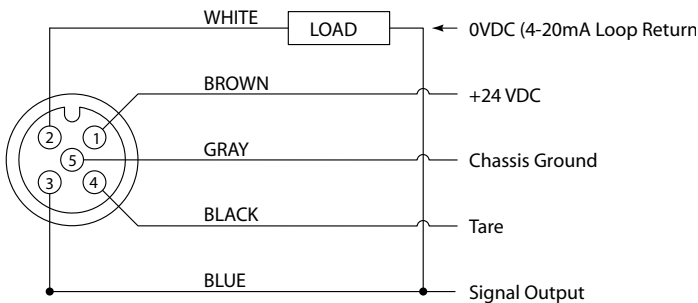 WHITE
LOAD
0VDC (4-20mA Loop Return
BROWN
+24 VDC
2
1
GRAY
5
Chassis Ground
3
4
BLACK
Tare
BLUE
Signal Output